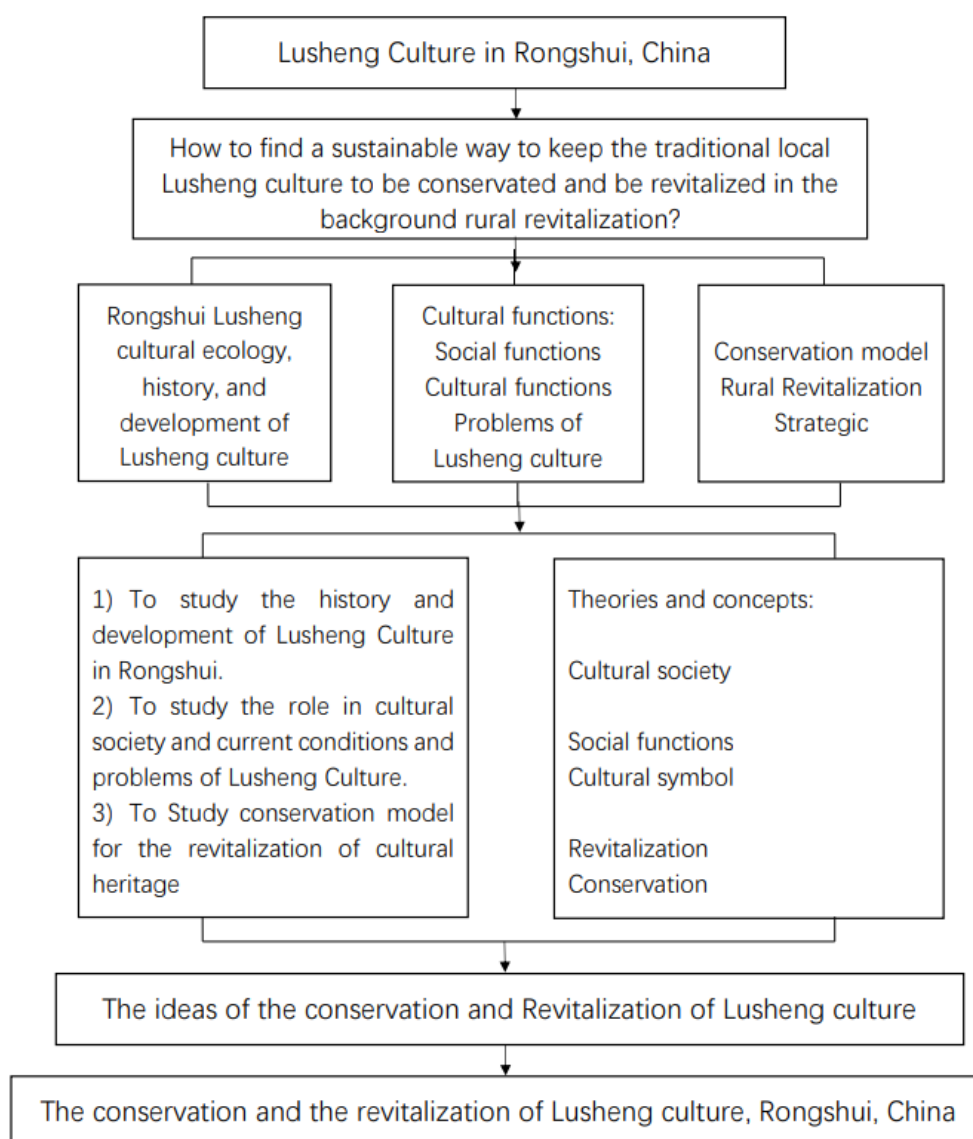 Lusheng Culture in Rongshui, China
How to find a sustainable way to keep the traditional local
Lusheng culture to be conservated and be revitalized in the
background rural revitalization?
Rongshui Lusheng
cultural ecology,
history, and
development of
Lusheng culture
Cultural functions:
Social functions
Cultural functions
Problems of
Lusheng culture
Conservation model
Rural Revitalization
Strategic
1) To study the history and
development of Lusheng Culture
in Rongshui.
2) To study the role in cultural
society and current conditions and
problems of Lusheng Culture.
3) To Study conservation model
for the revitalization of cultural
heritage
Theories and concepts:
Cultural society
Social functions
Cultural symbol
Revitalization
Conservation
The ideas of the conservation and Revitalization of Lusheng culture
The conservation and the revitalization of Lusheng culture, Rongshui, China